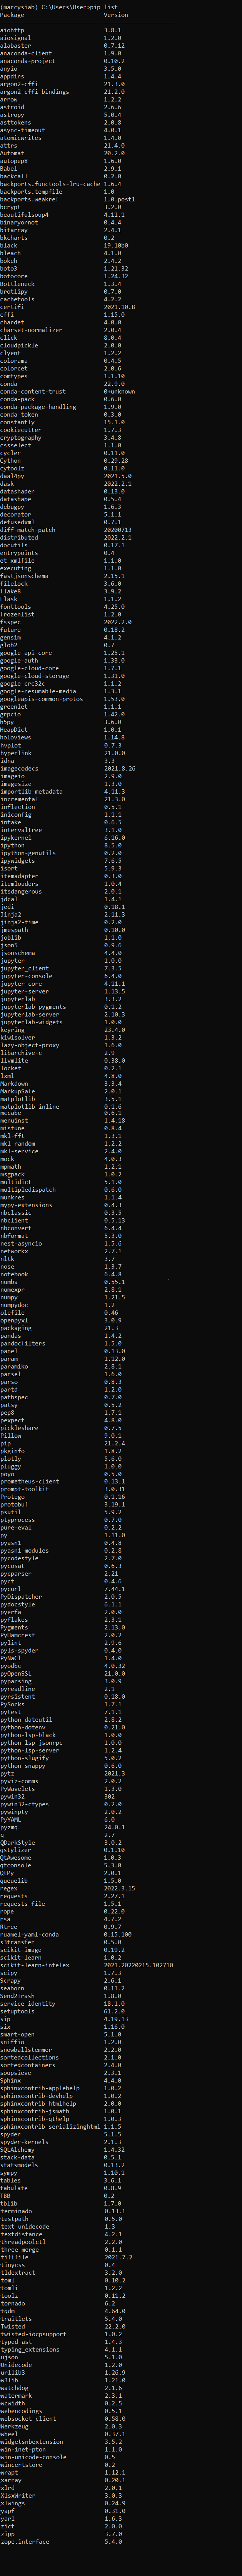 (marcysiab) C:\Users\User>pip list
Package                       Version
----------------------------- --------------------
aiohttp                       3.8.1
aiosignal                     1.2.0
alabaster                     0.7.12
anaconda-client               1.9.0
anaconda-project              0.10.2
anyio                         3.5.0
appdirs                       1.4.4
argon2-cffi                   21.3.0
argon2-cffi-bindings          21.2.0
arrow                         1.2.2
astroid                       2.6.6
astropy                       5.0.4
asttokens                     2.0.8
async-timeout                 4.0.1
atomicwrites                  1.4.0
attrs                         21.4.0
Automat                       20.2.0
autopep8                      1.6.0
Babel                         2.9.1
backcall                      0.2.0
backports.functools-lru-cache 1.6.4
backports.tempfile            1.0
backports.weakref             1.0.post1
bcrypt                        3.2.0
beautifulsoup4                4.11.1
binaryornot                   0.4.4
bitarray                      2.4.1
bkcharts                      0.2
black                         19.10b0
bleach                        4.1.0
bokeh                         2.4.2
boto3                         1.21.32
botocore                      1.24.32
Bottleneck                    1.3.4
brotlipy                      0.7.0
cachetools                    4.2.2
certifi                       2021.10.8
cffi                          1.15.0
chardet                       4.0.0
charset-normalizer            2.0.4
click                         8.0.4
cloudpickle                   2.0.0
clyent                        1.2.2
colorama                      0.4.5
colorcet                      2.0.6
comtypes                      1.1.10
conda                         22.9.0
conda-content-trust           0+unknown
conda-pack                    0.6.0
conda-package-handling        1.9.0
conda-token                   0.3.0
constantly                    15.1.0
cookiecutter                  1.7.3
cryptography                  3.4.8
cssselect                     1.1.0
cycler                        0.11.0
Cython                        0.29.28
cytoolz                       0.11.0
daal4py                       2021.5.0
dask                          2022.2.1
datashader                    0.13.0
datashape                     0.5.4
debugpy                       1.6.3
decorator                     5.1.1
defusedxml                    0.7.1
diff-match-patch              20200713
distributed                   2022.2.1
docutils                      0.17.1
entrypoints                   0.4
et-xmlfile                    1.1.0
executing                     1.1.0
fastjsonschema                2.15.1
filelock                      3.6.0
flake8                        3.9.2
Flask                         1.1.2
fonttools                     4.25.0
frozenlist                    1.2.0
fsspec                        2022.2.0
future                        0.18.2
gensim                        4.1.2
glob2                         0.7
google-api-core               1.25.1
google-auth                   1.33.0
google-cloud-core             1.7.1
google-cloud-storage          1.31.0
google-crc32c                 1.1.2
google-resumable-media        1.3.1
googleapis-common-protos      1.53.0
greenlet                      1.1.1
grpcio                        1.42.0
h5py                          3.6.0
HeapDict                      1.0.1
holoviews                     1.14.8
hvplot                        0.7.3
hyperlink                     21.0.0
idna                          3.3
imagecodecs                   2021.8.26
imageio                       2.9.0
imagesize                     1.3.0
importlib-metadata            4.11.3
incremental                   21.3.0
inflection                    0.5.1
iniconfig                     1.1.1
intake                        0.6.5
intervaltree                  3.1.0
ipykernel                     6.16.0
ipython                       8.5.0
ipython-genutils              0.2.0
ipywidgets                    7.6.5
isort                         5.9.3
itemadapter                   0.3.0
itemloaders                   1.0.4
itsdangerous                  2.0.1
jdcal                         1.4.1
jedi                          0.18.1
Jinja2                        2.11.3
jinja2-time                   0.2.0
jmespath                      0.10.0
joblib                        1.1.0
json5                         0.9.6
jsonschema                    4.4.0
jupyter                       1.0.0
jupyter_client                7.3.5
jupyter-console               6.4.0
jupyter-core                  4.11.1
jupyter-server                1.13.5
jupyterlab                    3.3.2
jupyterlab-pygments           0.1.2
jupyterlab-server             2.10.3
jupyterlab-widgets            1.0.0
keyring                       23.4.0
kiwisolver                    1.3.2
lazy-object-proxy             1.6.0
libarchive-c                  2.9
llvmlite                      0.38.0
locket                        0.2.1
lxml                          4.8.0
Markdown                      3.3.4
MarkupSafe                    2.0.1
matplotlib                    3.5.1
matplotlib-inline             0.1.6
mccabe                        0.6.1
menuinst                      1.4.18
mistune                       0.8.4
mkl-fft                       1.3.1
mkl-random                    1.2.2
mkl-service                   2.4.0
mock                          4.0.3
mpmath                        1.2.1
msgpack                       1.0.2
multidict                     5.1.0
multipledispatch              0.6.0
munkres                       1.1.4
mypy-extensions               0.4.3
nbclassic                     0.3.5
nbclient                      0.5.13
nbconvert                     6.4.4
nbformat                      5.3.0
nest-asyncio                  1.5.6
networkx                      2.7.1
nltk                          3.7
nose                          1.3.7
notebook                      6.4.8
numba                         0.55.1
numexpr                       2.8.1
numpy                         1.21.5
numpydoc                      1.2
olefile                       0.46
openpyxl                      3.0.9
packaging                     21.3
pandas                        1.4.2
pandocfilters                 1.5.0
panel                         0.13.0
param                         1.12.0
paramiko                      2.8.1
parsel                        1.6.0
parso                         0.8.3
partd                         1.2.0
pathspec                      0.7.0
patsy                         0.5.2
pep8                          1.7.1
pexpect                       4.8.0
pickleshare                   0.7.5
Pillow                        9.0.1
pip                           21.2.4
pkginfo                       1.8.2
plotly                        5.6.0
pluggy                        1.0.0
poyo                          0.5.0
prometheus-client             0.13.1
prompt-toolkit                3.0.31
Protego                       0.1.16
protobuf                      3.19.1
psutil                        5.9.2
ptyprocess                    0.7.0
pure-eval                     0.2.2
py                            1.11.0
pyasn1                        0.4.8
pyasn1-modules                0.2.8
pycodestyle                   2.7.0
pycosat                       0.6.3
pycparser                     2.21
pyct                          0.4.6
pycurl                        7.44.1
PyDispatcher                  2.0.5
pydocstyle                    6.1.1
pyerfa                        2.0.0
pyflakes                      2.3.1
Pygments                      2.13.0
PyHamcrest                    2.0.2
pylint                        2.9.6
pyls-spyder                   0.4.0
PyNaCl                        1.4.0
pyodbc                        4.0.32
pyOpenSSL                     21.0.0
pyparsing                     3.0.9
pyreadline                    2.1
pyrsistent                    0.18.0
PySocks                       1.7.1
pytest                        7.1.1
python-dateutil               2.8.2
python-dotenv                 0.21.0
python-lsp-black              1.0.0
python-lsp-jsonrpc            1.0.0
python-lsp-server             1.2.4
python-slugify                5.0.2
python-snappy                 0.6.0
pytz                          2021.3
pyviz-comms                   2.0.2
PyWavelets                    1.3.0
pywin32                       302
pywin32-ctypes                0.2.0
pywinpty                      2.0.2
PyYAML                        6.0
pyzmq                         24.0.1
q                             2.7
QDarkStyle                    3.0.2
qstylizer                     0.1.10
QtAwesome                     1.0.3
qtconsole                     5.3.0
QtPy                          2.0.1
queuelib                      1.5.0
regex                         2022.3.15
requests                      2.27.1
requests-file                 1.5.1
rope                          0.22.0
rsa                           4.7.2
Rtree                         0.9.7
ruamel-yaml-conda             0.15.100
s3transfer                    0.5.0
scikit-image                  0.19.2
scikit-learn                  1.0.2
scikit-learn-intelex          2021.20220215.102710
scipy                         1.7.3
Scrapy                        2.6.1
seaborn                       0.11.2
Send2Trash                    1.8.0
service-identity              18.1.0
setuptools                    61.2.0
sip                           4.19.13
six                           1.16.0
smart-open                    5.1.0
sniffio                       1.2.0
snowballstemmer               2.2.0
sortedcollections             2.1.0
sortedcontainers              2.4.0
soupsieve                     2.3.1
Sphinx                        4.4.0
sphinxcontrib-applehelp       1.0.2
sphinxcontrib-devhelp         1.0.2
sphinxcontrib-htmlhelp        2.0.0
sphinxcontrib-jsmath          1.0.1
sphinxcontrib-qthelp          1.0.3
sphinxcontrib-serializinghtml 1.1.5
spyder                        5.1.5
spyder-kernels                2.1.3
SQLAlchemy                    1.4.32
stack-data                    0.5.1
statsmodels                   0.13.2
sympy                         1.10.1
tables                        3.6.1
tabulate                      0.8.9
TBB                           0.2
tblib                         1.7.0
terminado                     0.13.1
testpath                      0.5.0
text-unidecode                1.3
textdistance                  4.2.1
threadpoolctl                 2.2.0
three-merge                   0.1.1
tifffile                      2021.7.2
tinycss                       0.4
tldextract                    3.2.0
toml                          0.10.2
tomli                         1.2.2
toolz                         0.11.2
tornado                       6.2
tqdm                          4.64.0
traitlets                     5.4.0
Twisted                       22.2.0
twisted-iocpsupport           1.0.2
typed-ast                     1.4.3
typing_extensions             4.1.1
ujson                         5.1.0
Unidecode                     1.2.0
urllib3                       1.26.9
w3lib                         1.21.0
watchdog                      2.1.6
watermark                     2.3.1
wcwidth                       0.2.5
webencodings                  0.5.1
websocket-client              0.58.0
Werkzeug                      2.0.3
wheel                         0.37.1
widgetsnbextension            3.5.2
win-inet-pton                 1.1.0
win-unicode-console           0.5
wincertstore                  0.2
wrapt                         1.12.1
xarray                        0.20.1
xlrd                          2.0.1
XlsxWriter                    3.0.3
xlwings                       0.24.9
yapf                          0.31.0
yarl                          1.6.3
zict                          2.0.0
zipp                          3.7.0
zope.interface                5.4.0